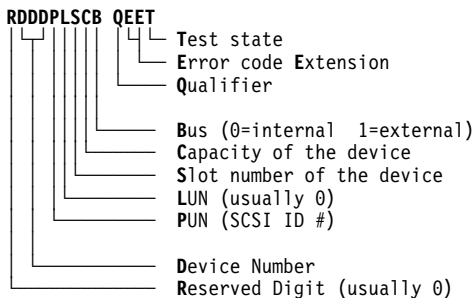 RDDDPLSCB QEET
Test state
Error code Extension
Qualifier
Bus (0=internal 1=external)
Capacity of the device
Slot number of the device
LUN (usually 0)
PUN (SCSI ID #)
Device Number
Reserved Digit (usually 0)